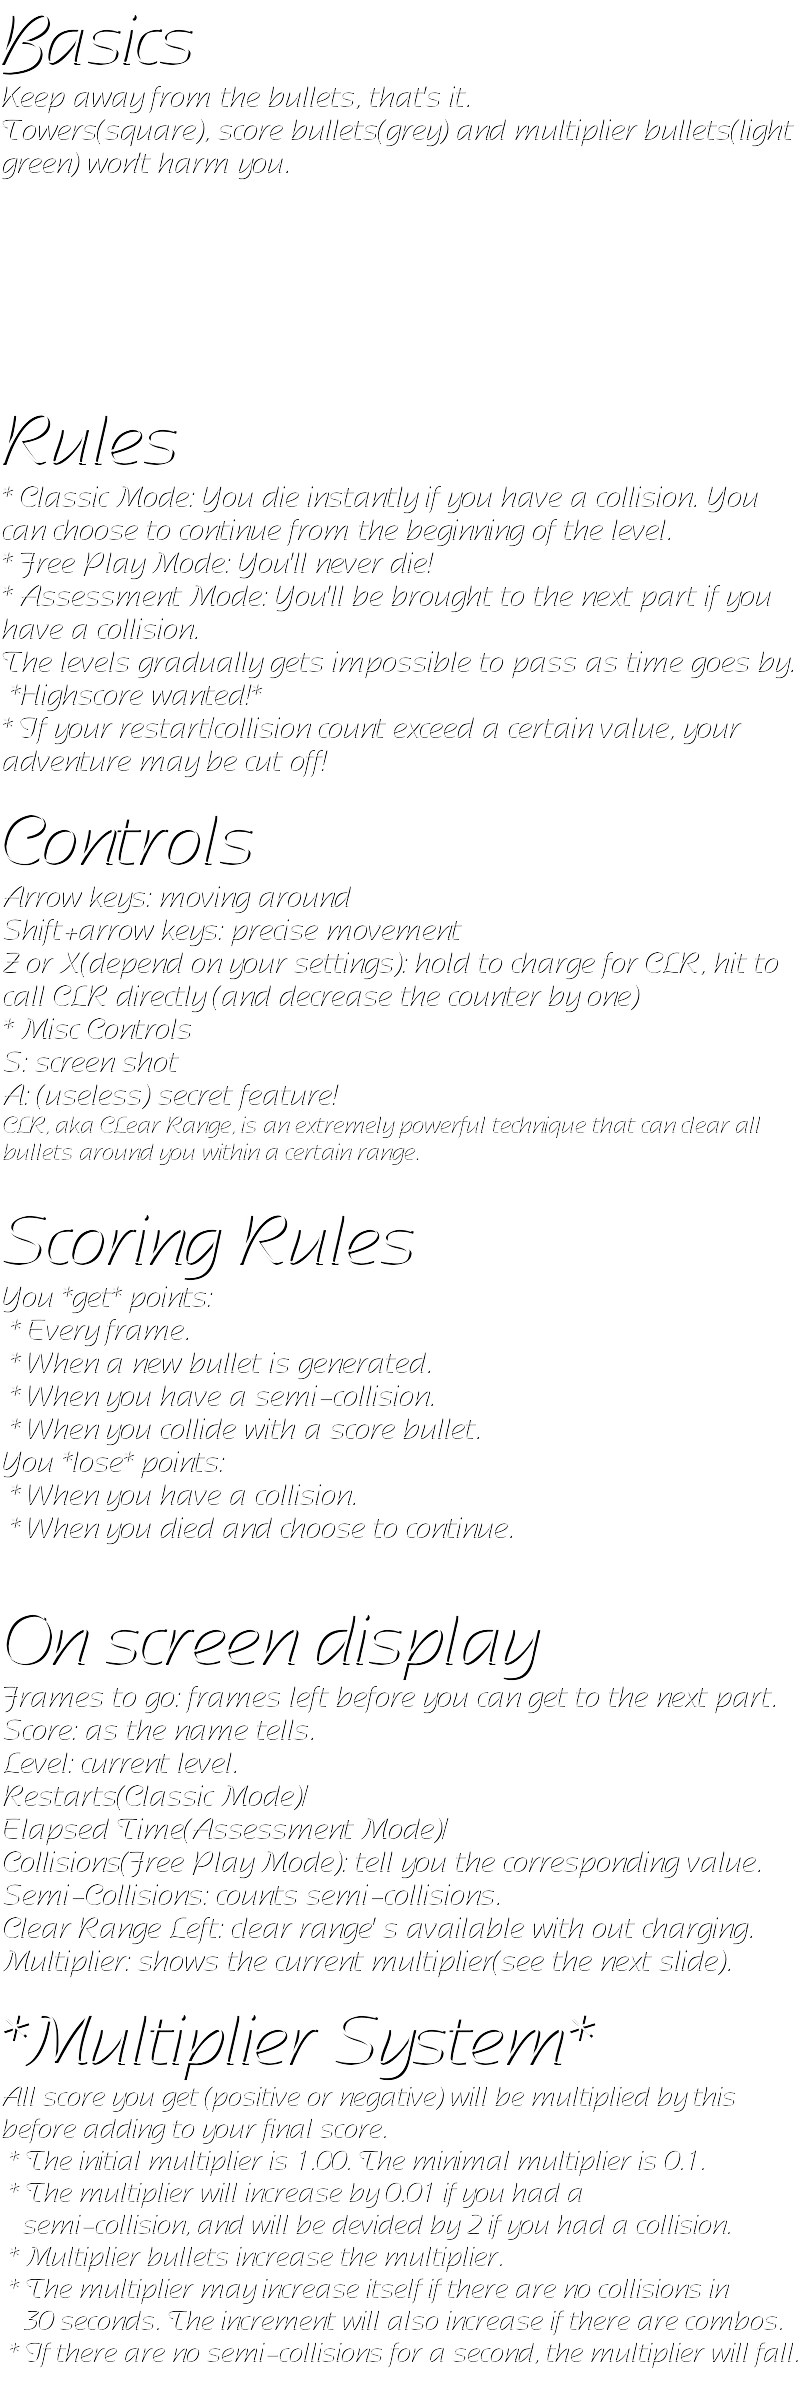 Basics
Keep away from the bullets, that's it.
Towers(square), score bullets(grey) and multiplier bullets(light
green) won't harm you.
Rules
* Classic Mode: You die instantly if you have a collision. You
can choose to continue from the beginning of the level.
* Free Play Mode: You'll never die!
* Assessment Mode: You'll be brought to the next part if you
have a collision.
The levels gradually gets impossible to pass as time goes by.
*Highscore wanted!*
* If your restart|collision count exceed a certain value, your
adventure may be cut off!
Controls
Arrow keys: moving around
Shift+arrow keys: precise movement
Z or X(depend on your settings): hold to charge for CLR, hit to
call CLR directly (and decrease the counter by one)
* Misc Controls
S: screen shot
A: (useless) secret feature!
CLR, aka CLear Range, is an extremely powerful technique that can clear all
bullets around you within a certain range.
Scoring Rules
You *get* points:
* Every frame.
* When a new bullet is generated.
* When you have a semi-collision.
* When you collide with a score bullet.
You *lose* points:
* When you have a collision.
* When you died and choose to continue.
On screen display
Frames to go: frames left before you can get to the next part.
Score: as the name tells.
Level: current level.
Restarts(Classic Mode)|
Elapsed Time(Assessment Mode)|
Collisions(Free Play Mode): tell you the corresponding value.
Semi-Collisions: counts semi-collisions.
Clear Range Left: clear range' s available with out charging.
Multiplier: shows the current multiplier(see the next slide).
*Multiplier System*
All score you get (positive or negative) will be multiplied by this
before adding to your final score.
* The initial multiplier is 1.00. The minimal multiplier is 0.1.
* The multiplier will increase by 0.01 if you had a
semi-collision, and will be devided by 2 if you had a collision.
* Multiplier bullets increase the multiplier.
* The multiplier may increase itself if there are no collisions in
30 seconds. The increment will also increase if there are combos.
* If there are no semi-collisions for a second, the multiplier will fall.